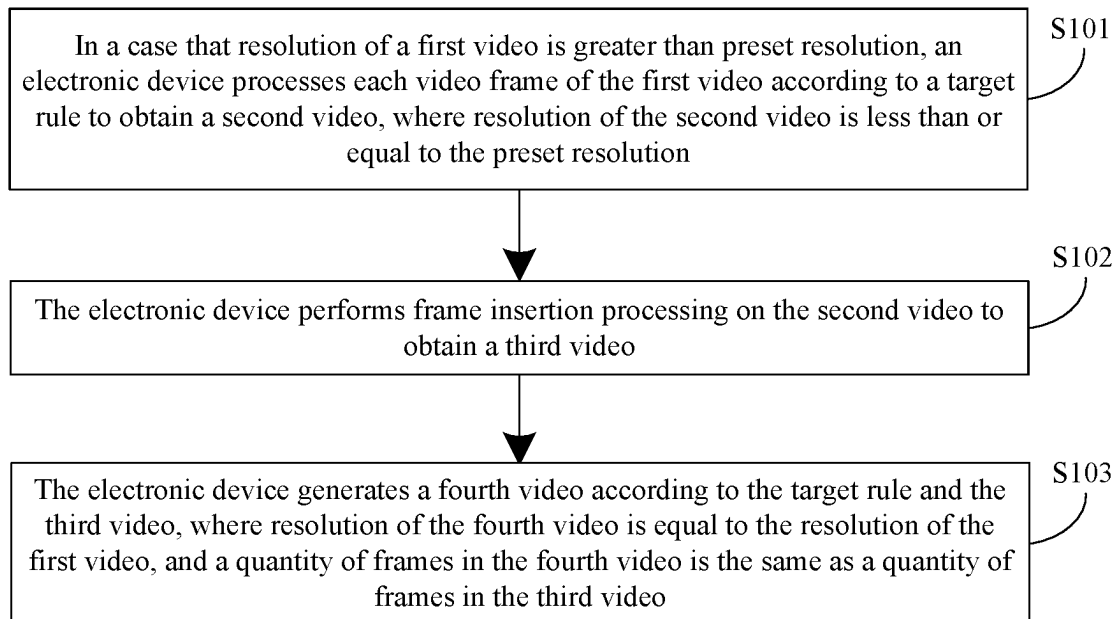 In a case that resolution of a first video is greater than preset resolution, an
electronic device processes each video frame of the first video according to a target
rule to obtain a second video, where resolution of the second video is less than or
equal to the preset resolution
S101
The electronic device performs frame insertion processing on the second video to
obtain a third video
S102
The electronic device generates a fourth video according to the target rule and the
third video, where resolution of the fourth video is equal to the resolution of the
first video, and a quantity of frames in the fourth video is the same as a quantity of
frames in the third video
S103